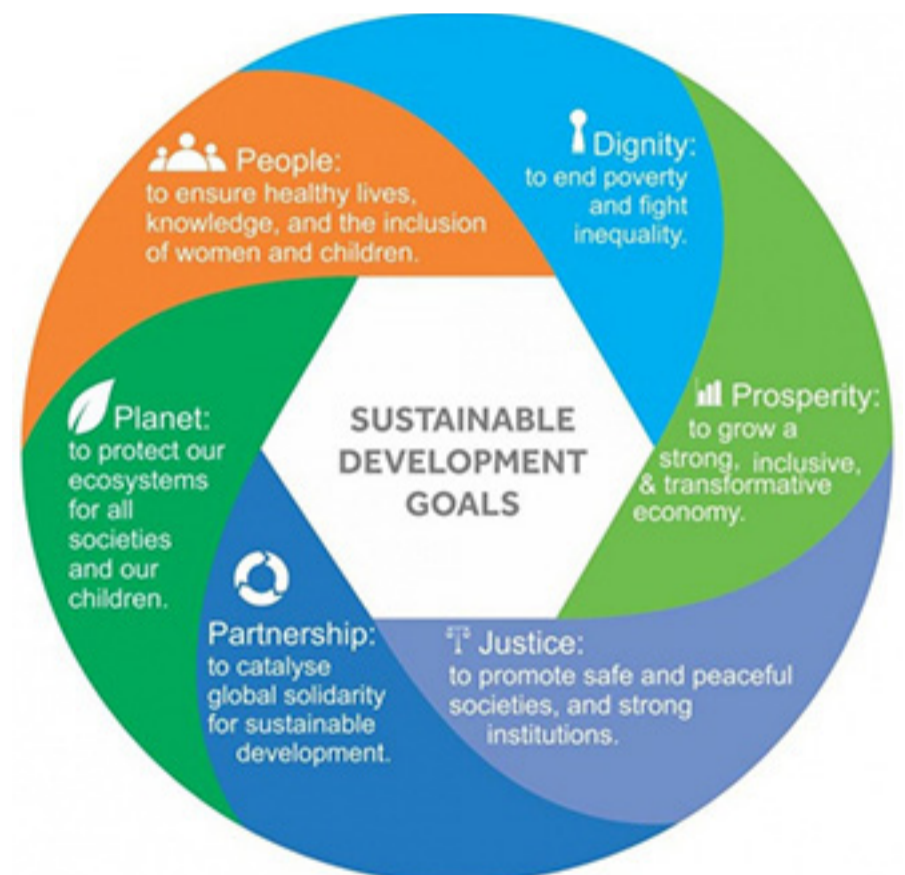 People:
to ensure healthy lives,
knowledge, and the inclusion
of women and children.
Dignity:
to end poverty
and fight
inequality.
Prosperity:
to grow a
strong, inclusive,
& transformative
economy.
Justice:
to promote safe and peaceful
societies, and strong
institutions.
Partnership:
to catalyse
global solidarity
for sustainable
development.
Planet:
to protect our
ecosystems
for all
societies
and our
children.
SUSTAINABLE
DEVELOPMENT
GOALS